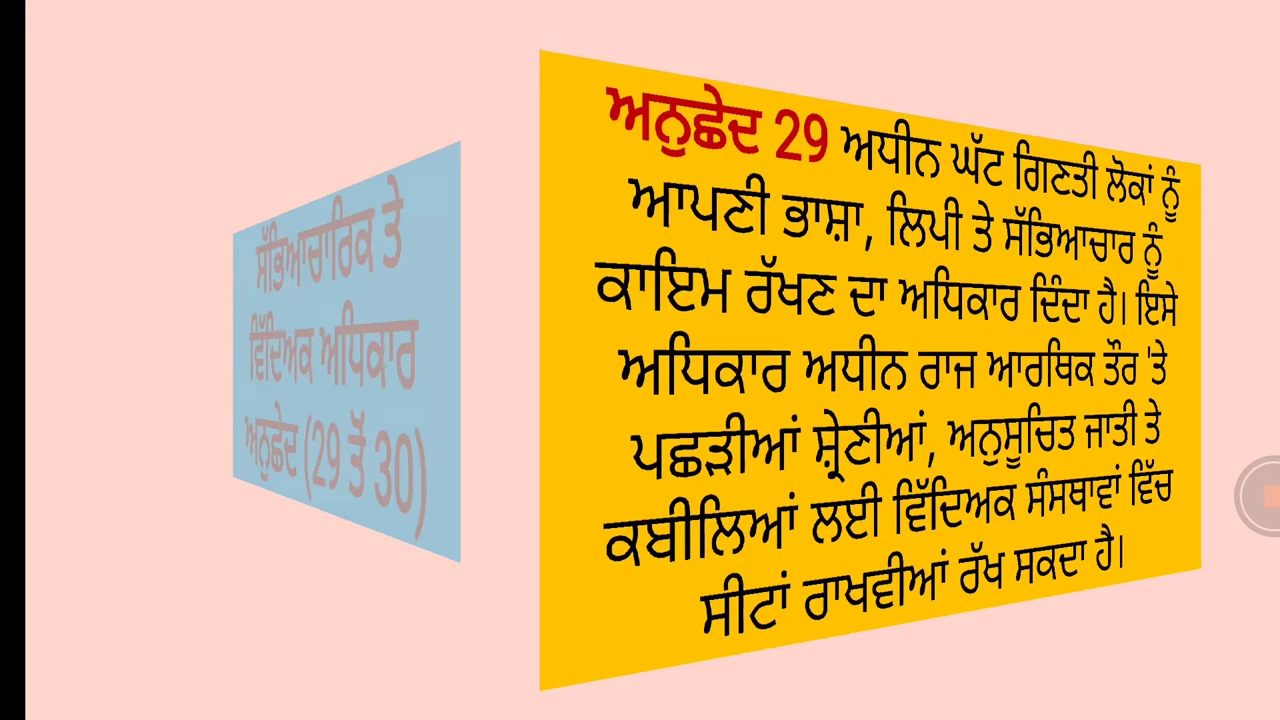 ਸੱਭਿਆਚਾਰਿਕ ਤੇ
ਵਿੱਦਿਅਕ ਅਧਿਕਾਰ
ਅਨੁਛੇਦ (29 ਤੋਂ 30)
ਅਨੁਛੇਦ 29 ਅਧੀਨ ਘੱਟ ਗਿਣਤੀ ਲੋਕਾਂ ਨੂੰ
ਆਪਣੀ ਭਾਸ਼ਾ, ਲਿਪੀ ਤੇ ਸੱਭਿਆਚਾਰ ਨੂੰ
ਕਾਇਮ ਰੱਖਣ ਦਾ ਅਧਿਕਾਰ ਦਿੰਦਾ ਹੈ। ਇਸੇ
ਅਧਿਕਾਰ ਅਧੀਨ ਰਾਜ ਆਰਥਿਕ ਤੌਰ 'ਤੇ
ਪਛੜੀਆਂ ਸ਼੍ਰੇਣੀਆਂ, ਅਨੁਸੂਚਿਤ ਜਾਤੀ ਤੇ
ਕਬੀਲਿਆਂ ਲਈ ਵਿੱਦਿਅਕ ਸੰਸਥਾਵਾਂ ਵਿੱਚ
ਸੀਟਾਂ ਰਾਖਵੀਆਂ ਰੱਖ ਸਕਦਾ ਹੈ।